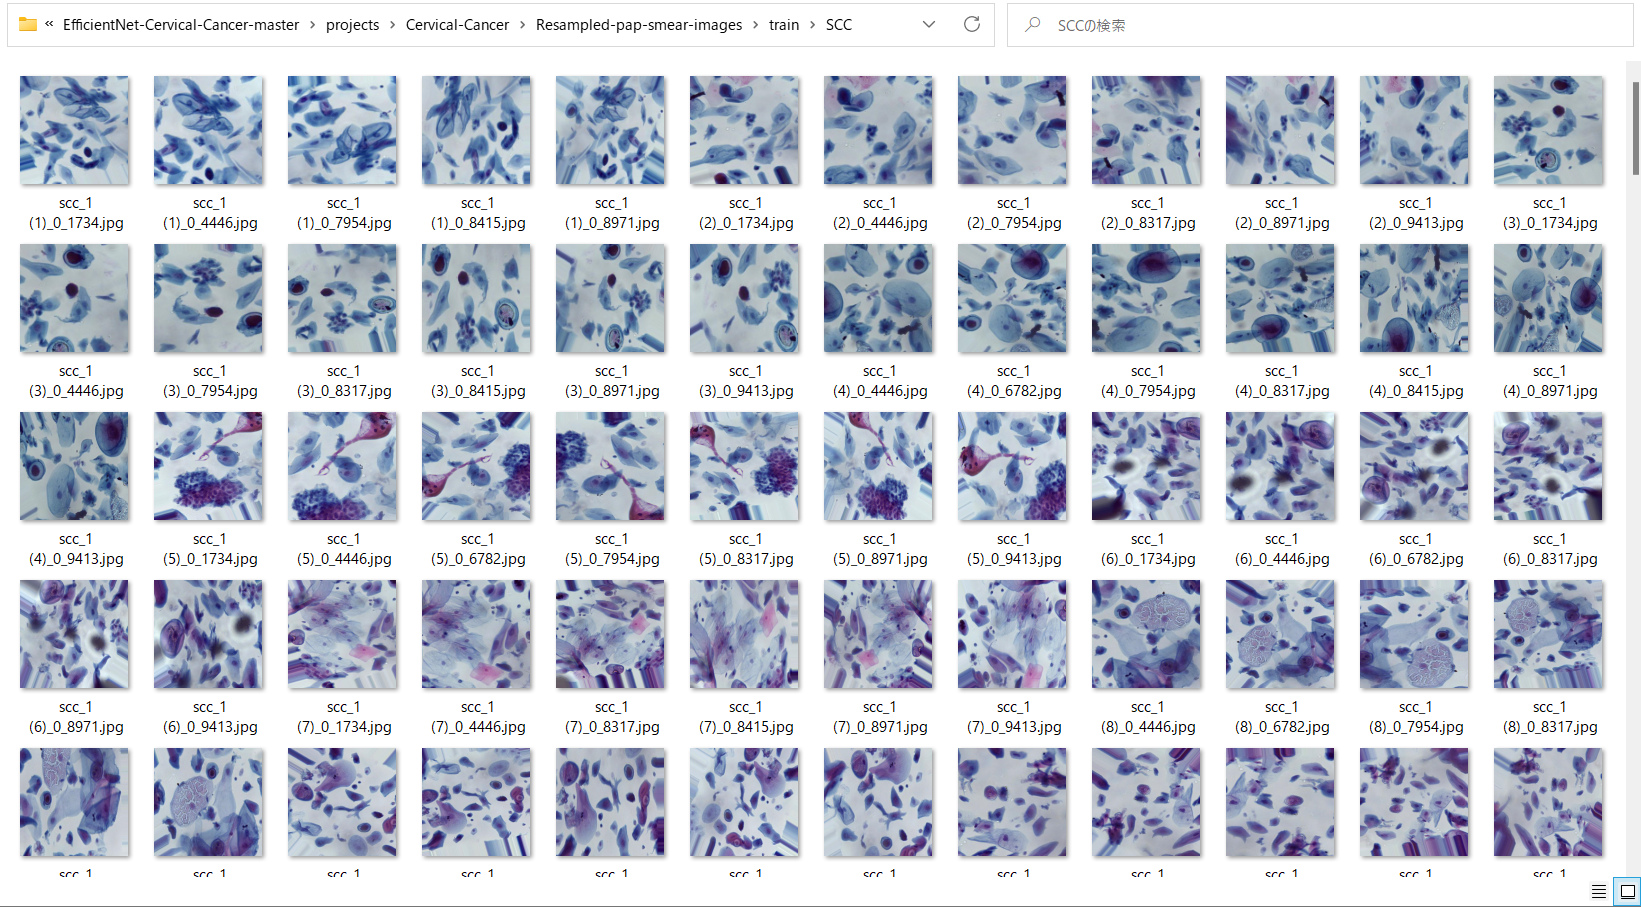 « EfficientNet-Cervical-Cancer-master > projects > Cervical-Cancer > Resampled-pap-smear-images > train > SCC
SCCの検索
scc_1 (1)_0_1734.jpg
scc_1 (1)_0_4446.jpg
scc_1 (1)_0_7954.jpg
scc_1 (1)_0_8415.jpg
scc_1 (1)_0_8971.jpg
scc_1 (2)_0_1734.jpg
scc_1 (2)_0_4446.jpg
scc_1 (2)_0_7954.jpg
scc_1 (2)_0_8317.jpg
scc_1 (2)_0_8971.jpg
scc_1 (2)_0_9413.jpg
scc_1 (3)_0_1734.jpg
scc_1 (3)_0_4446.jpg
scc_1 (3)_0_7954.jpg
scc_1 (3)_0_8317.jpg
scc_1 (3)_0_8415.jpg
scc_1 (3)_0_8971.jpg
scc_1 (3)_0_9413.jpg
scc_1 (4)_0_4446.jpg
scc_1 (4)_0_6782.jpg
scc_1 (4)_0_7954.jpg
scc_1 (4)_0_8317.jpg
scc_1 (4)_0_8415.jpg
scc_1 (4)_0_8971.jpg
scc_1 (4)_0_9413.jpg
scc_1 (5)_0_1734.jpg
scc_1 (5)_0_4446.jpg
scc_1 (5)_0_6782.jpg
scc_1 (5)_0_7954.jpg
scc_1 (5)_0_8317.jpg
scc_1 (5)_0_8971.jpg
scc_1 (5)_0_9413.jpg
scc_1 (6)_0_1734.jpg
scc_1 (6)_0_4446.jpg
scc_1 (6)_0_6782.jpg
scc_1 (6)_0_8317.jpg
scc_1 (6)_0_8971.jpg
scc_1 (6)_0_9413.jpg
scc_1 (7)_0_1734.jpg
scc_1 (7)_0_4446.jpg
scc_1 (7)_0_8317.jpg
scc_1 (7)_0_8415.jpg
scc_1 (7)_0_8971.jpg
scc_1 (7)_0_9413.jpg
scc_1 (8)_0_4446.jpg
scc_1 (8)_0_6782.jpg
scc_1 (8)_0_7954.jpg
scc_1 (8)_0_8317.jpg
scc_1 scc_1 scc_1 scc_1 scc_1 scc_1 scc_1 scc_1 scc_1 scc_1 scc_1 scc_1